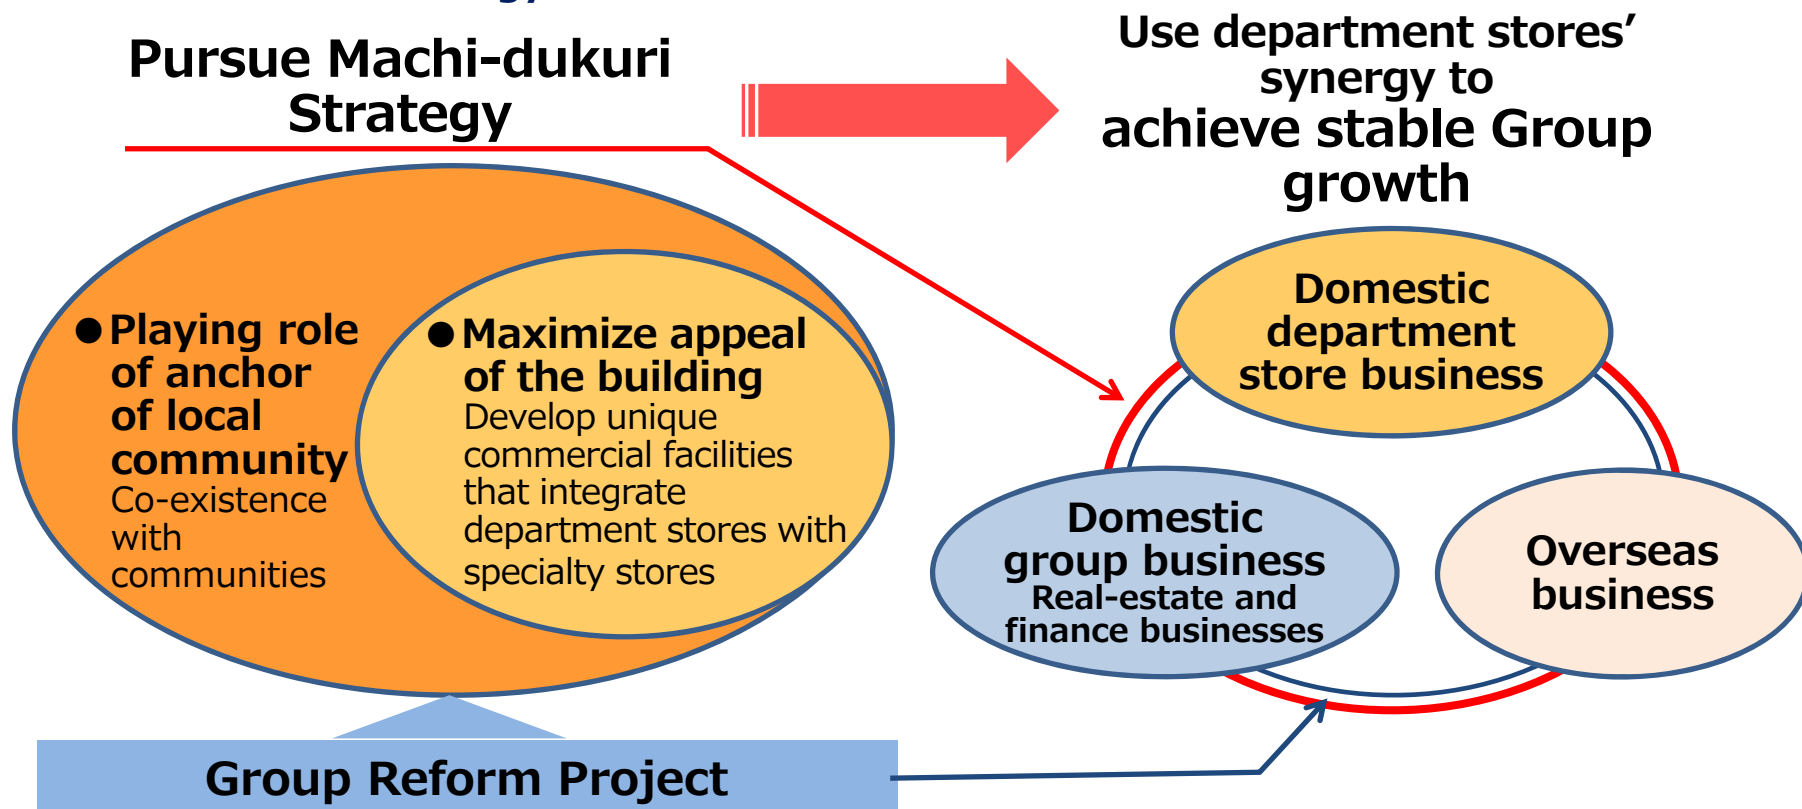 Pursue Machi-dukuri
Strategy
Use department stores’
synergy to
achieve stable Group
growth
●Playing role
of anchor
of local
community
Co-existence
with
communities
●Maximize appeal
of the building
Develop unique
commercial facilities
that integrate
department stores with
specialty stores
Domestic
department
store business
Domestic
group business
Real-estate and
finance businesses
Overseas
business
Group Reform Project